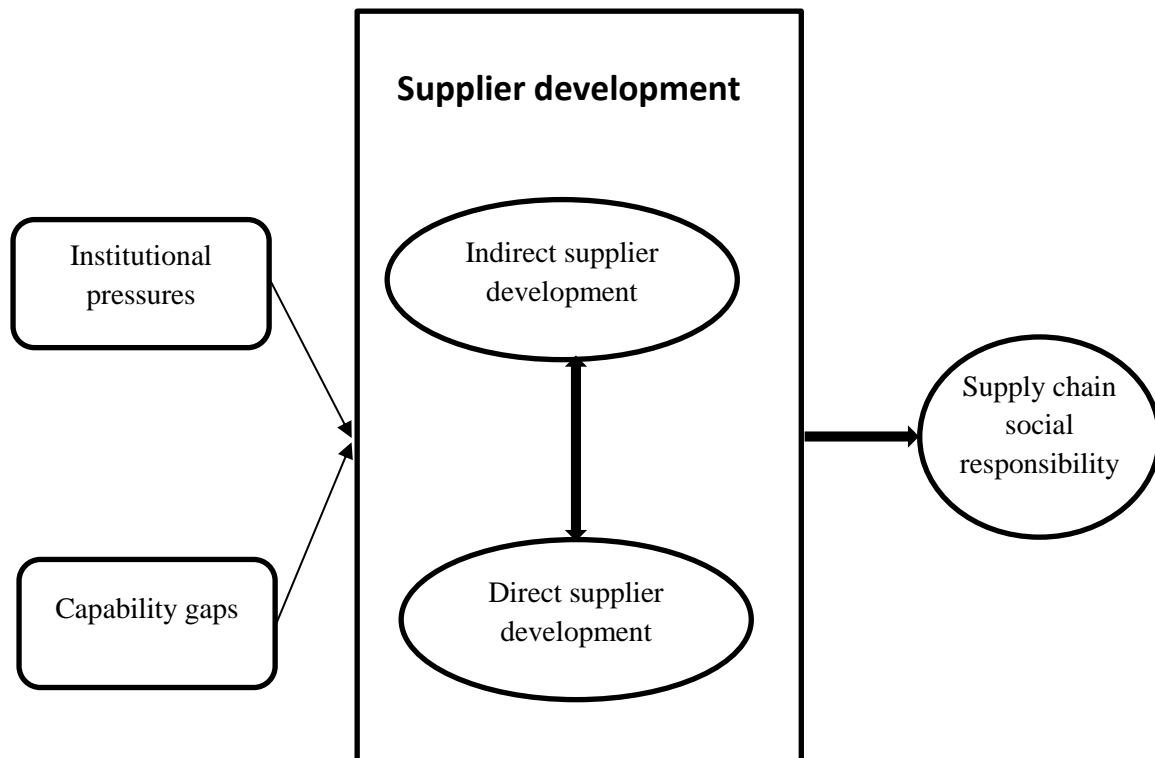 Supplier development
Institutional
pressures
Indirect supplier
development
Supply chain
social
responsibility
Capability gaps
Direct supplier
development